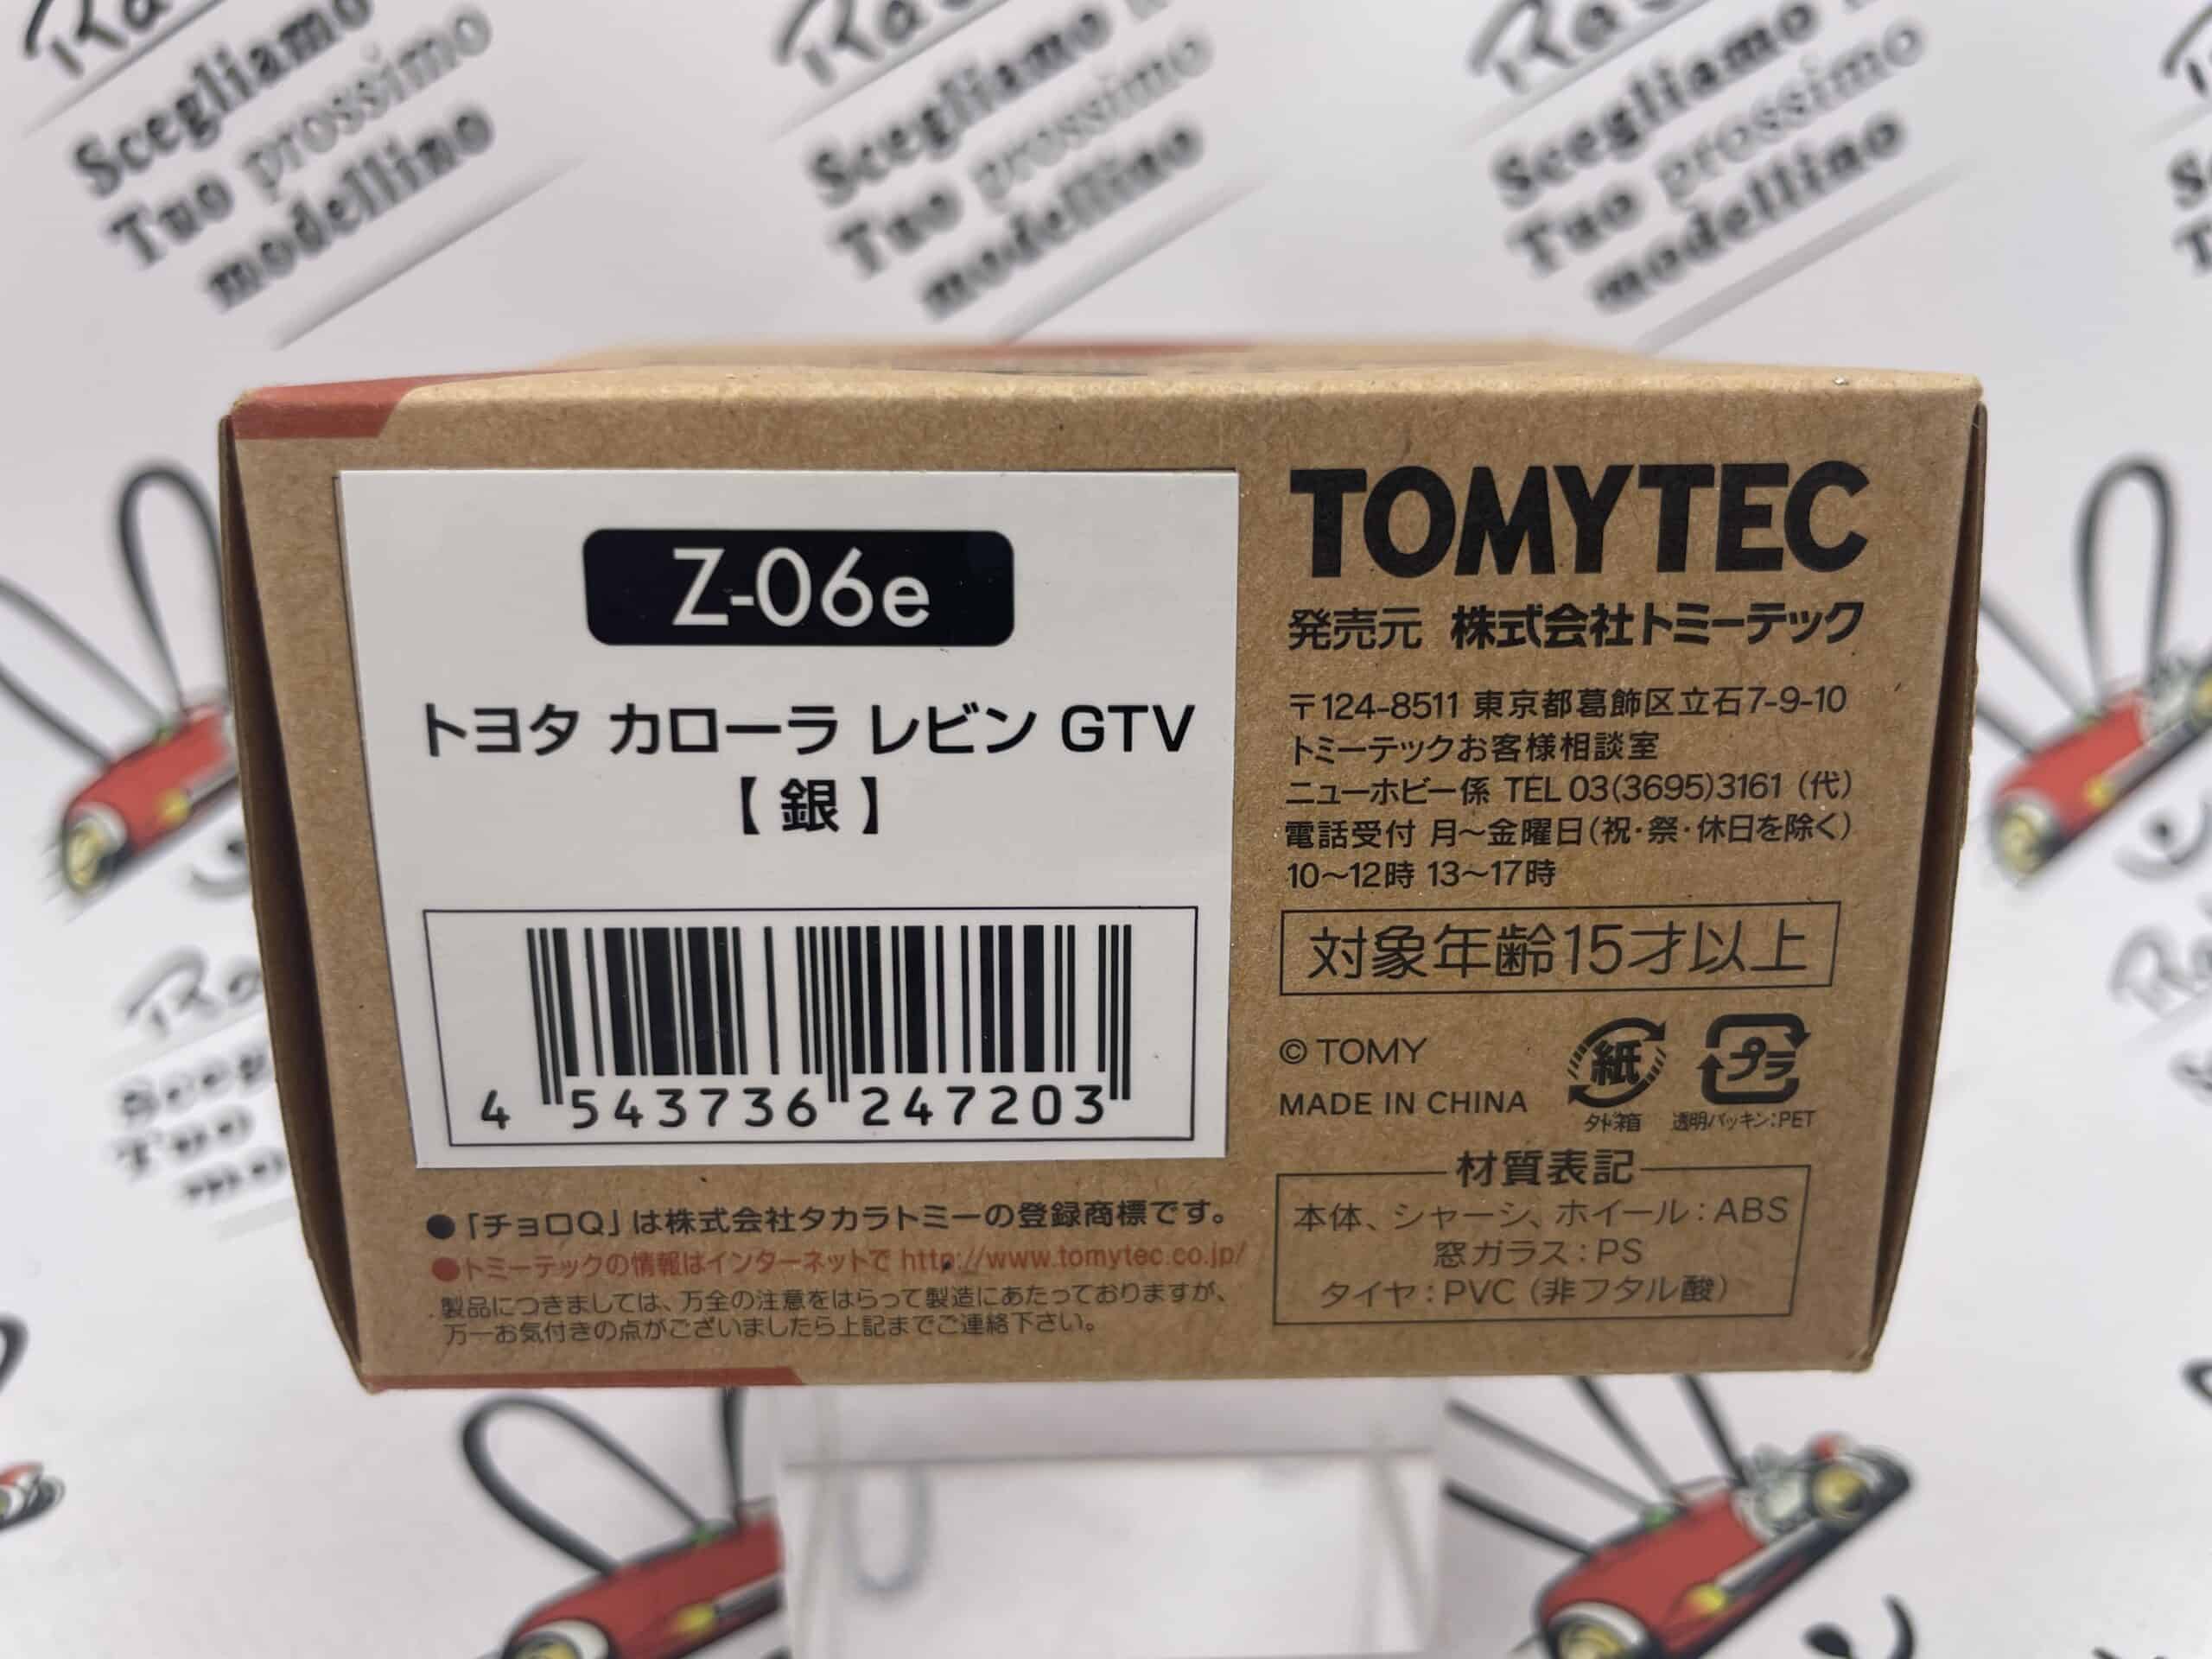 Scegliamo
Tuo prossimo
modellino
Scegliamo
Tuo prossimo
modellino
Scegliamo
Tuo prossimo
modellino
Z-06e
トヨタ カローラ レビン GTV
【 銀 】
4 543736 247203
●「チョロQ」は株式会社タカラトミーの登録商標です。
●トミーテックの情報はインターネットで http://www.tomytec.co.jp/
製品につきましては、万全の注意をはらって製造にあたっておりますが、
万一お気付きの点がございましたら上記までご連絡下さい。
TOMYTEC
発売元 株式会社トミーテック
〒124-8511 東京都葛飾区立石7-9-10
トミーテックお客様相談室
ニューホビー係 TEL 03(3695)3161 (代)
電話受付 月～金曜日(祝・祭・休日を除く)
10～12時 13～17時
対象年齢15才以上
© TOMY
MADE IN CHINA
紙
外箱
プラ
透明パッキン:PET
材質表記
本体、シャーシ、ホイール:ABS
窓ガラス:PS
タイヤ:PVC (非フタル酸)